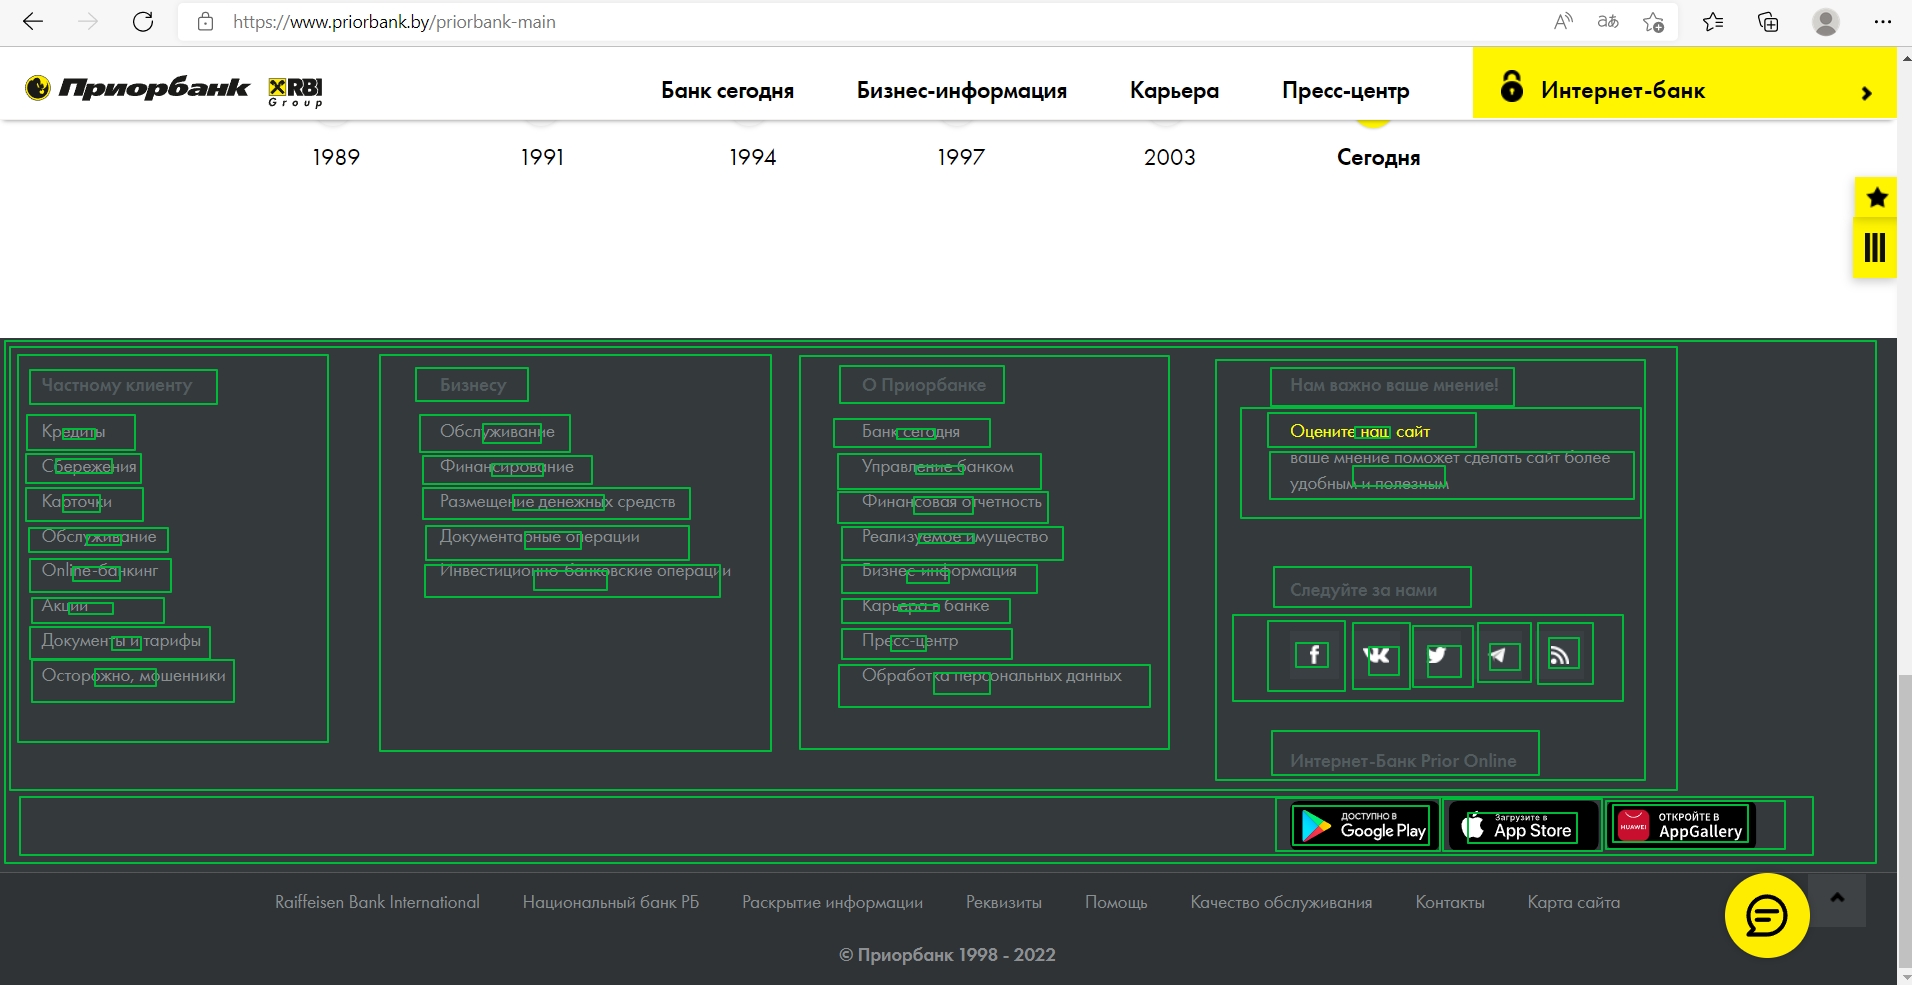 https://www.priorbank.by/priorbank-main
Приорбанк RBI Group
Банк сегодня Бизнес-информация Карьера Пресс-центр Интернет-банк
1989 1991 1994 1997 2003 Сегодня
Частному клиенту
Кредиты
Сбережения
Карточки
Обслуживание
Online-банкинг
Акции
Документы и тарифы
Осторожно, мошенники
Бизнесу
Обслуживание
Финансирование
Размещение денежных средств
Документарные операции
Инвестиционно-банковские операции
О Приорбанке
Банк сегодня
Управление банком
Финансовая отчетность
Реализуемое имущество
Бизнес-информация
Карьера в банке
Пресс-центр
Обработка персональных данных
Нам важно ваше мнение!
Оцените наш сайт
ваше мнение поможет сделать сайт более
удобным и полезным
Следуйте за нами
Интернет-Банк Prior Online
ДОСТУПНО В
Google Play
Загрузите в
App Store
HUAWEI
ОТКРОЙТЕ В
AppGallery
Raiffeisen Bank International Национальный банк РБ Раскрытие информации Реквизиты Помощь Качество обслуживания Контакты Карта сайта
© Приорбанк 1998 - 2022